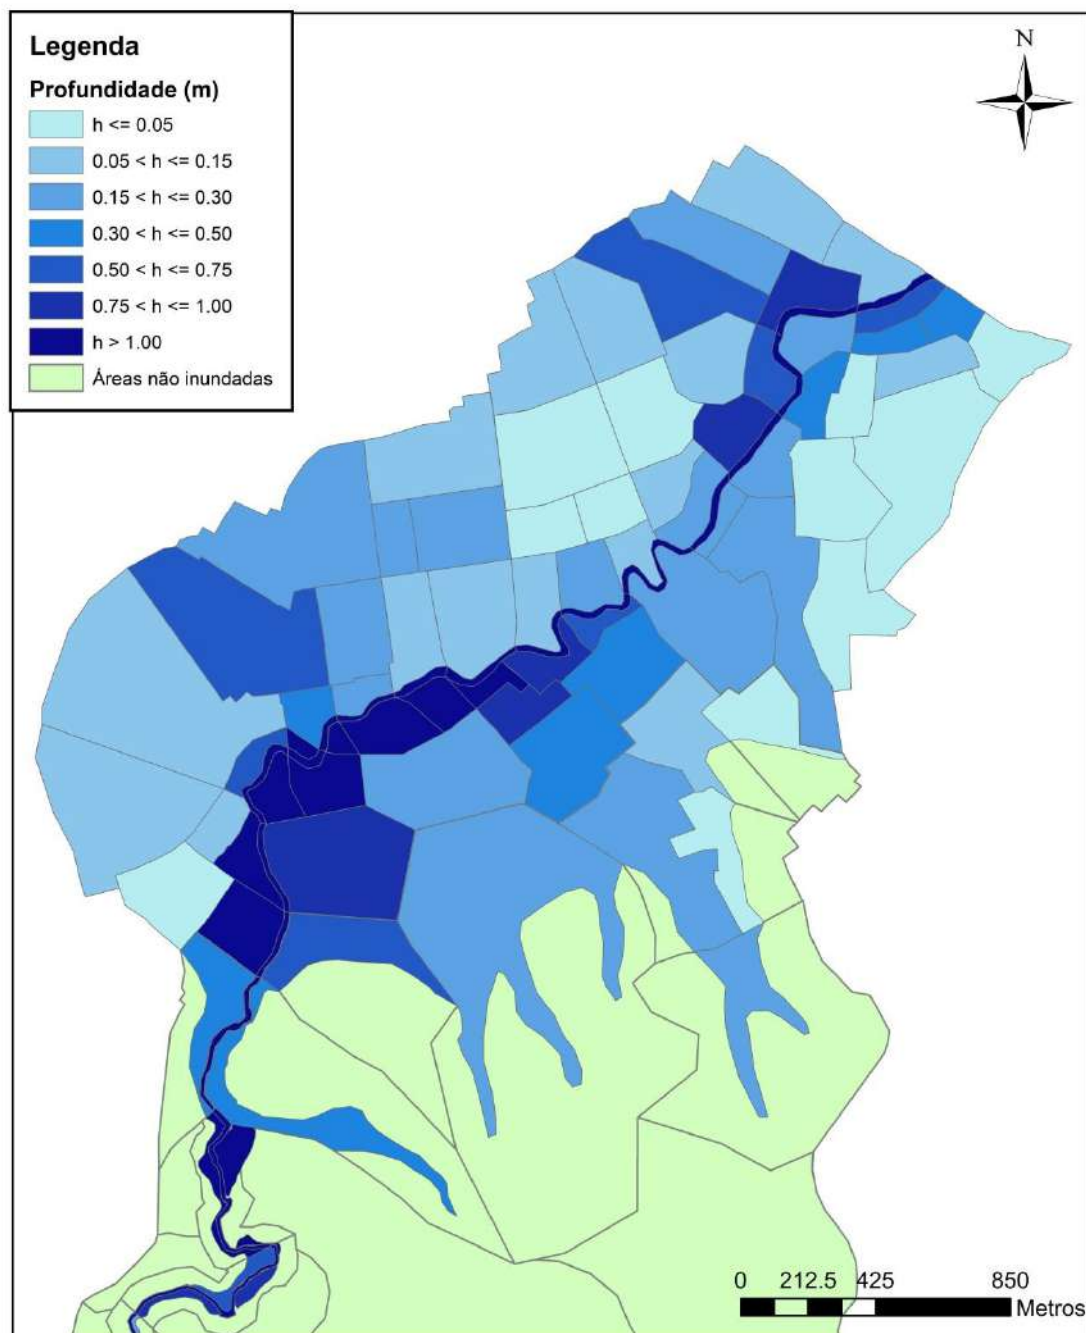 Legenda
Profundidade (m)
h <= 0.05
0.05 < h <= 0.15
0.15 < h <= 0.30
0.30 < h <= 0.50
0.50 < h <= 0.75
0.75 < h <= 1.00
h > 1.00
Áreas não inundadas
N
0 212.5 425 850
Metros